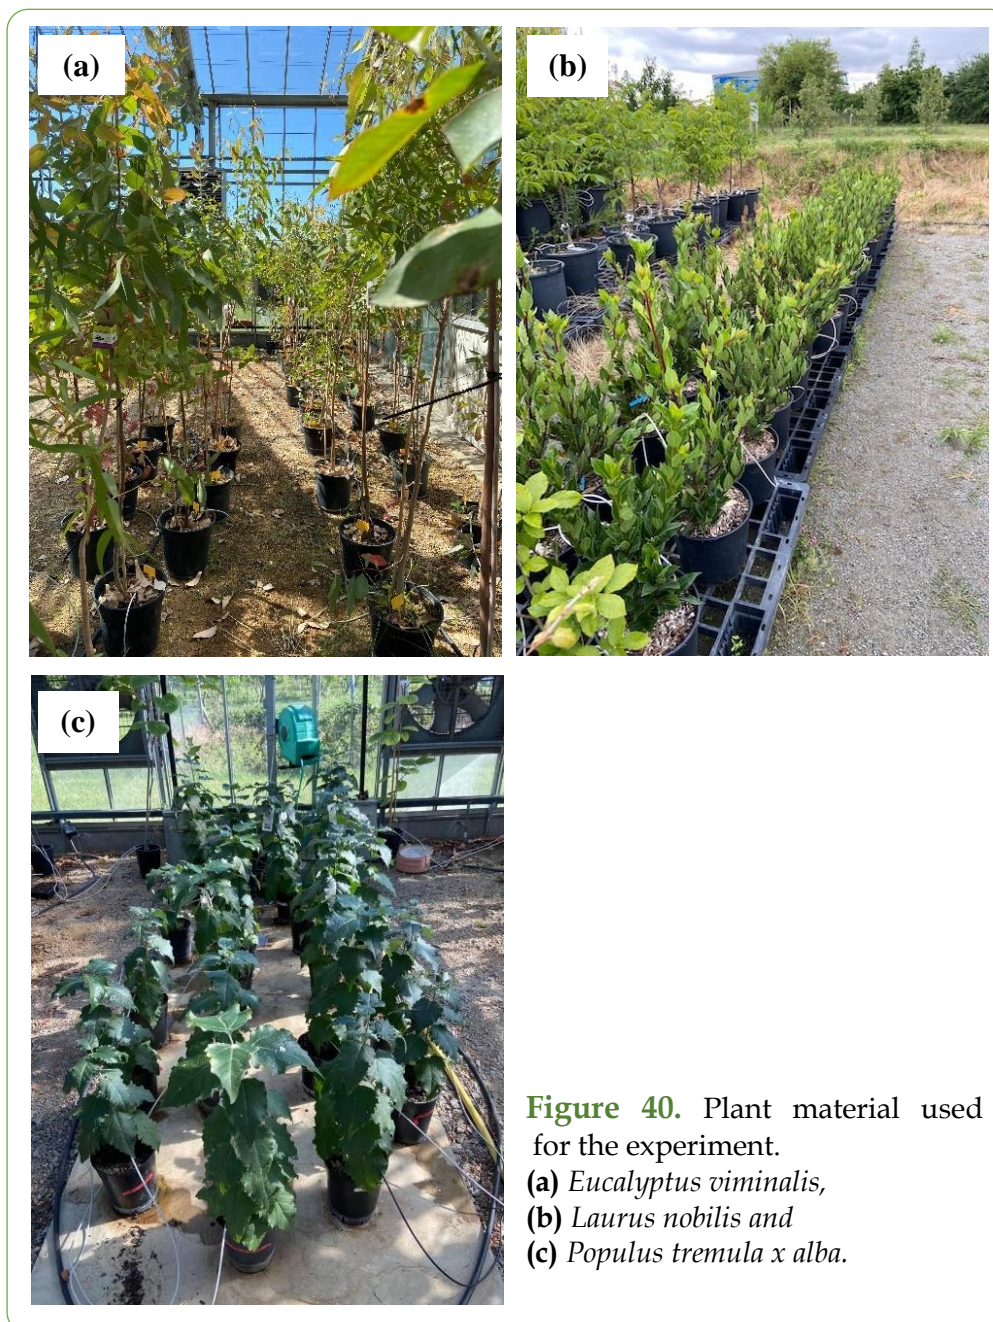 (a)
(b)
(c)
Figure 40. Plant material used
for the experiment.
(a) Eucalyptus viminalis,
(b) Laurus nobilis and
(c) Populus tremula x alba.